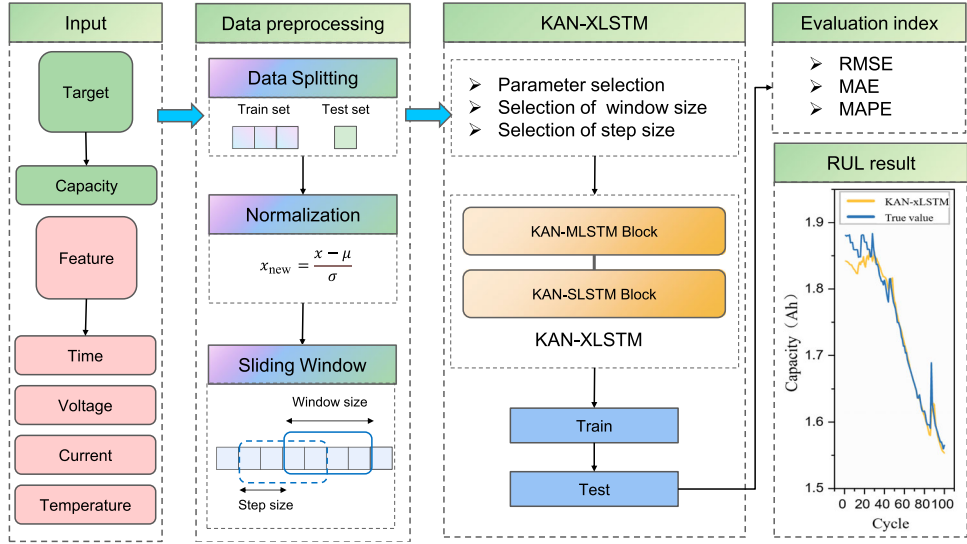 Input
Target
Capacity
Feature
Time
Voltage
Current
Temperature
Data preprocessing
Data Splitting
Train set
Test set
Normalization
x_new = (x − μ) / σ
Sliding Window
Window size
Step size
KAN-XLSTM
➢ Parameter selection
➢ Selection of window size
➢ Selection of step size
KAN-MLSTM Block
KAN-SLSTM Block
KAN-XLSTM
Train
Test
Evaluation index
➢ RMSE
➢ MAE
➢ MAPE
RUL result
KAN-xLSTM
True value
Capacity（Ah）
1.9
1.8
1.7
1.6
1.5
0 20 40 60 80 100
Cycle